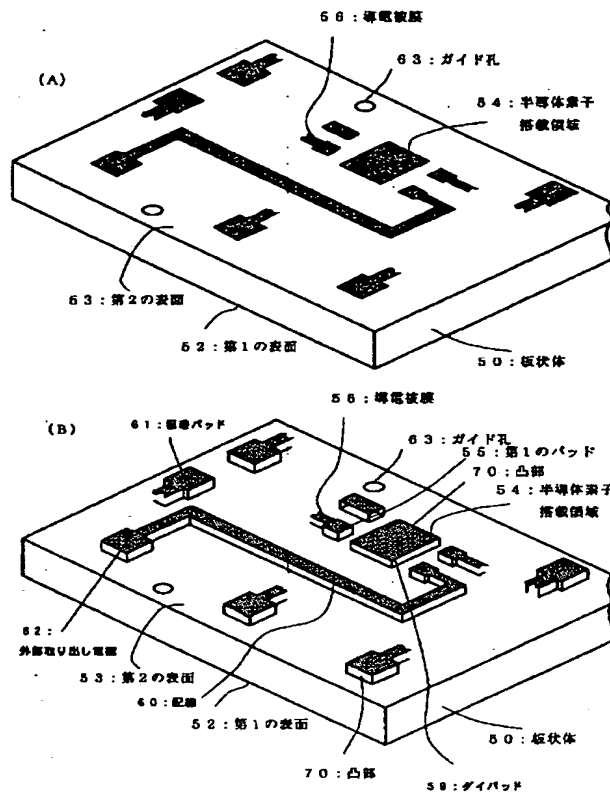 (A)
56:導電被膜
63:ガイド孔
54:半導体素子
搭載領域
63:第2の表面
52:第1の表面
50:板状体
(B)
56:導電被膜
61:固着パッド
63:ガイド孔
55:第1のパッド
70:凸部
54:半導体素子
搭載領域
62:
外部取り出し電極
53:第2の表面
60:配線
52:第1の表面
50:板状体
70:凸部
59:ダイパッド